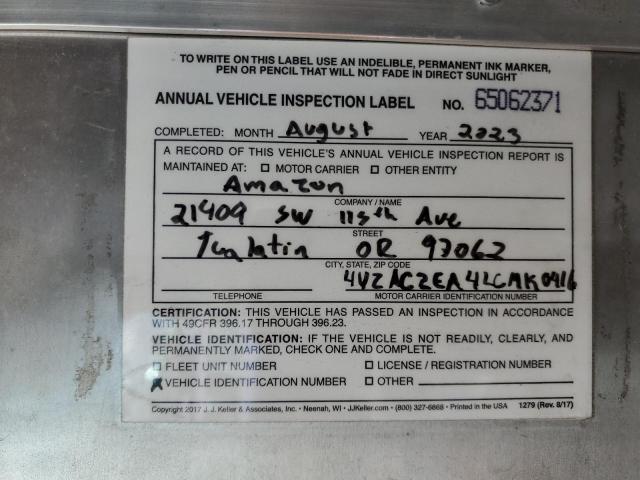 TO WRITE ON THIS LABEL USE AN INDELIBLE, PERMANENT INK MARKER,
PEN OR PENCIL THAT WILL NOT FADE IN DIRECT SUNLIGHT
ANNUAL VEHICLE INSPECTION LABEL NO. 65062371
COMPLETED: MONTH August YEAR 2023
A RECORD OF THIS VEHICLE'S ANNUAL VEHICLE INSPECTION REPORT IS
MAINTAINED AT: ☐ MOTOR CARRIER ☐ OTHER ENTITY
Amazon
COMPANY / NAME
21409 SW 115th Ave
STREET
Tualatin OR 97062
CITY, STATE, ZIP CODE
4VZAC2EA4LCMK0416
TELEPHONE MOTOR CARRIER IDENTIFICATION NUMBER
CERTIFICATION: THIS VEHICLE HAS PASSED AN INSPECTION IN ACCORDANCE
WITH 49CFR 396.17 THROUGH 396.23.
VEHICLE IDENTIFICATION: IF THE VEHICLE IS NOT READILY, CLEARLY, AND
PERMANENTLY MARKED, CHECK ONE AND COMPLETE.
☐ FLEET UNIT NUMBER ☐ LICENSE / REGISTRATION NUMBER
☒ VEHICLE IDENTIFICATION NUMBER ☐ OTHER
Copyright 2017 J. J. Keller & Associates, Inc. • Neenah, WI • JJKeller.com • (800) 327-6868 • Printed in the USA 1279 (Rev. 8/17)